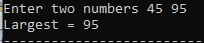 Enter two numbers 45 95
Largest = 95
--------------------------------